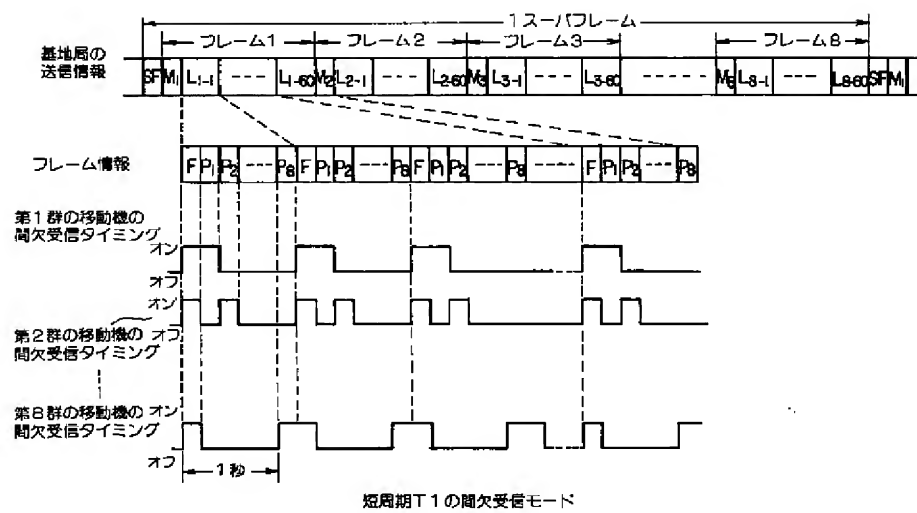 1スーパフレーム
フレーム1 フレーム2 フレーム3 フレーム8
基地局の
送信情報
SF M1 L1-1 ---- L1-60 M2 L2-1 ---- L2-60 M3 L3-1 ---- L3-60 ------ M8 L8-1 ---- L8-60 SF M1
フレーム情報
F P1 P2 ---- P8 F P1 P2 ---- P8 F P1 P2 ---- P8 ---- F P1 P2 ---- P8
第1群の移動機の
間欠受信タイミング
オン
オフ
オン
第2群の移動機の オフ
間欠受信タイミング
第8群の移動機の オン
間欠受信タイミング
オフ
1秒
短周期T1の間欠受信モード